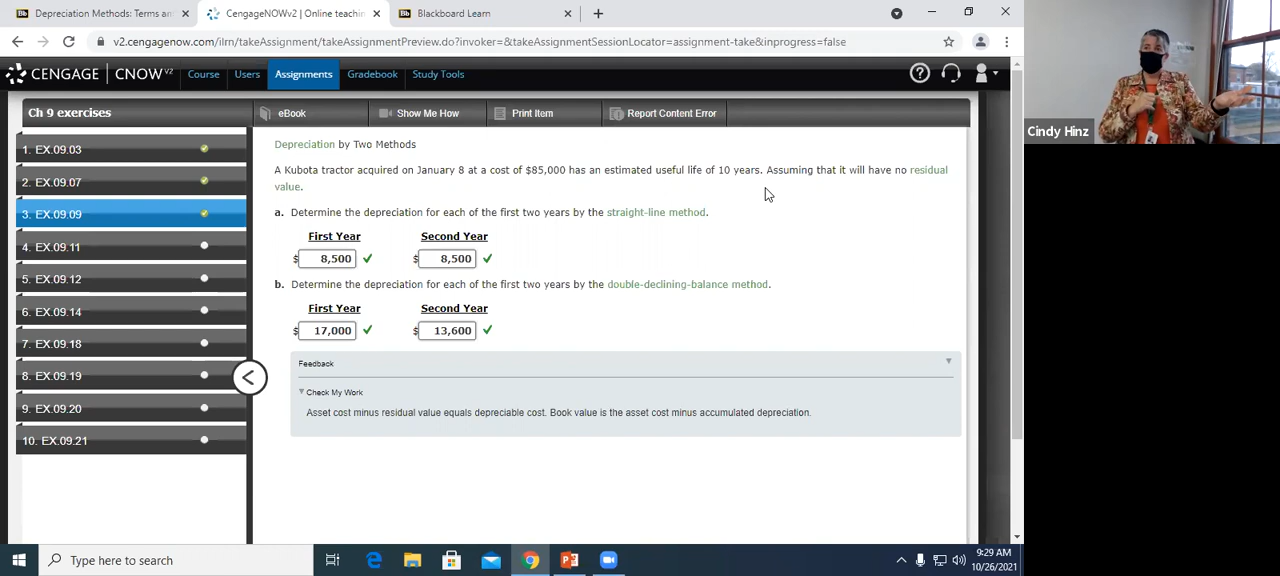 Depreciation Methods: Terms an
CengageNOWv2 | Online teachin
Blackboard Learn
v2.cengagenow.com/ilrn/takeAssignment/takeAssignmentPreview.do?invoker=&takeAssignmentSessionLocator=assignment-take&inprogress=false
CENGAGE | CNOWv2 Course Users Assignments Gradebook Study Tools
Cindy Hinz
Ch 9 exercises
eBook Show Me How Print Item Report Content Error
1. EX.09.03
2. EX.09.07
3. EX.09.09
4. EX.09.11
5. EX.09.12
6. EX.09.14
7. EX.09.18
8. EX.09.19
9. EX.09.20
10. EX.09.21
Depreciation by Two Methods
A Kubota tractor acquired on January 8 at a cost of $85,000 has an estimated useful life of 10 years. Assuming that it will have no residual
value.
a. Determine the depreciation for each of the first two years by the straight-line method.
First Year Second Year
$ 8,500 $ 8,500
b. Determine the depreciation for each of the first two years by the double-declining-balance method.
First Year Second Year
$ 17,000 $ 13,600
Feedback
Check My Work
Asset cost minus residual value equals depreciable cost. Book value is the asset cost minus accumulated depreciation.
Type here to search
9:29 AM
10/26/2021